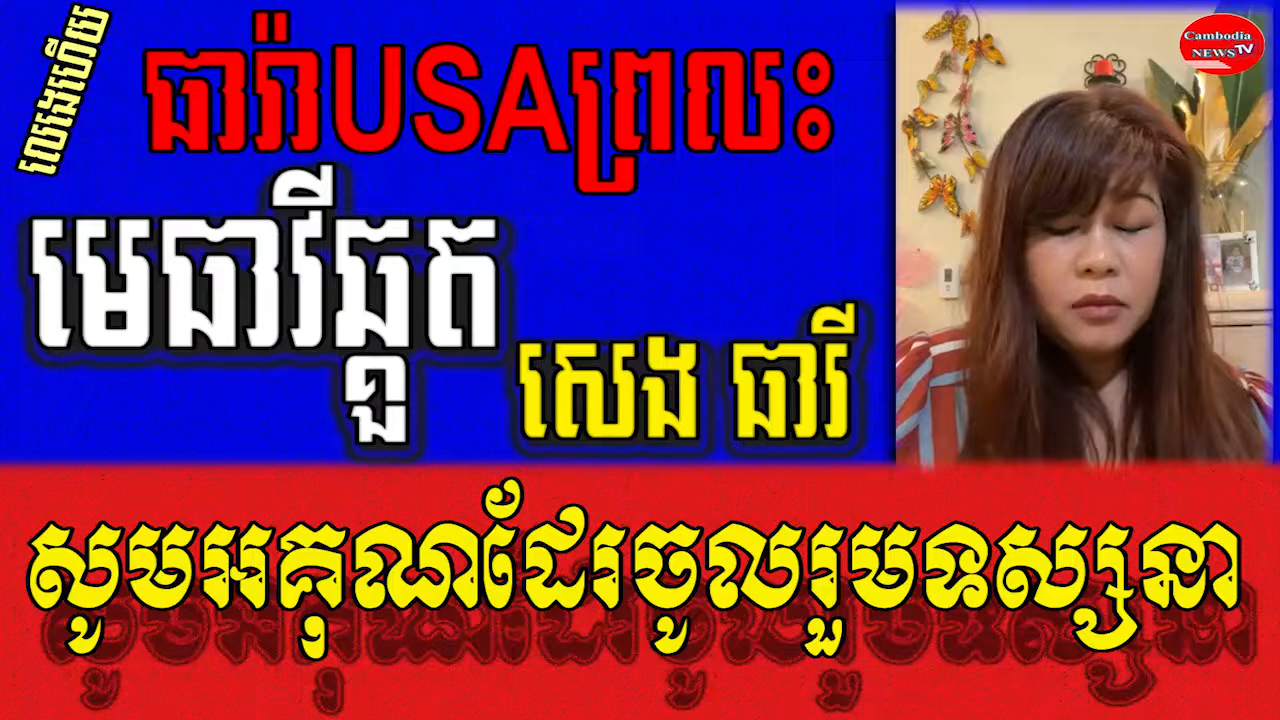 លេងហើយ
ធារ៉ាUSAព្រលះ
មេធាវីឆ្កួត
សេង ធារី
Cambodia
NEWS TV
សូមអគុណដែរចូលរួមទស្សនា